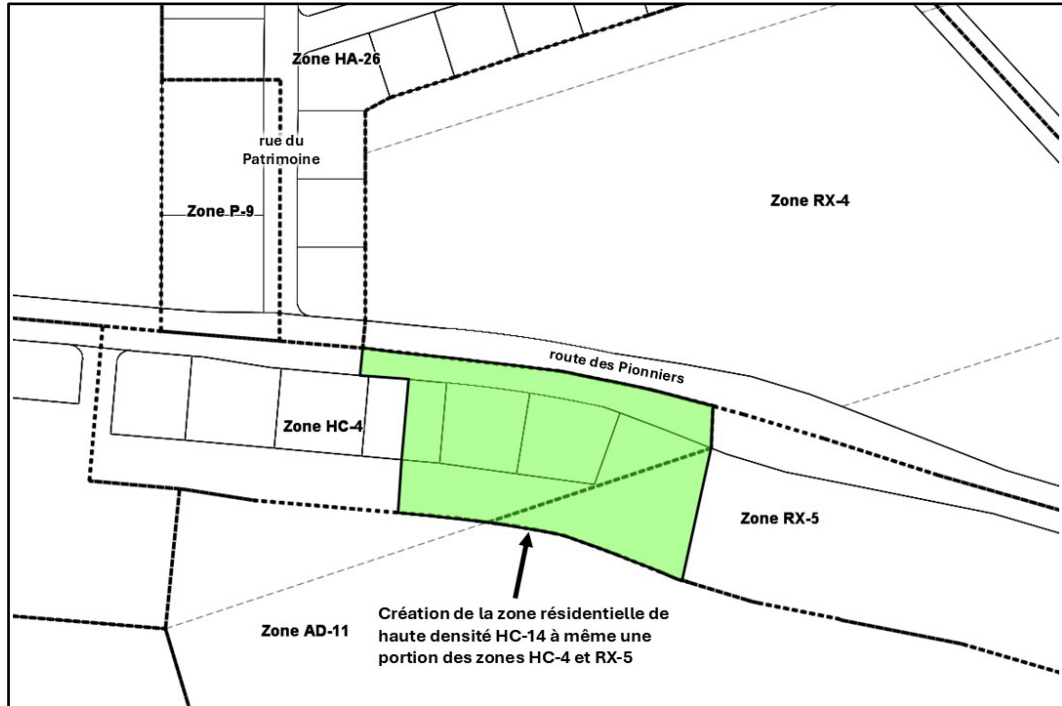 Zone HA-26
rue du
Patrimoine
Zone P-9
Zone RX-4
route des Pionniers
Zone HC-4
Zone RX-5
Zone AD-11
Création de la zone résidentielle de
haute densité HC-14 à même une
portion des zones HC-4 et RX-5